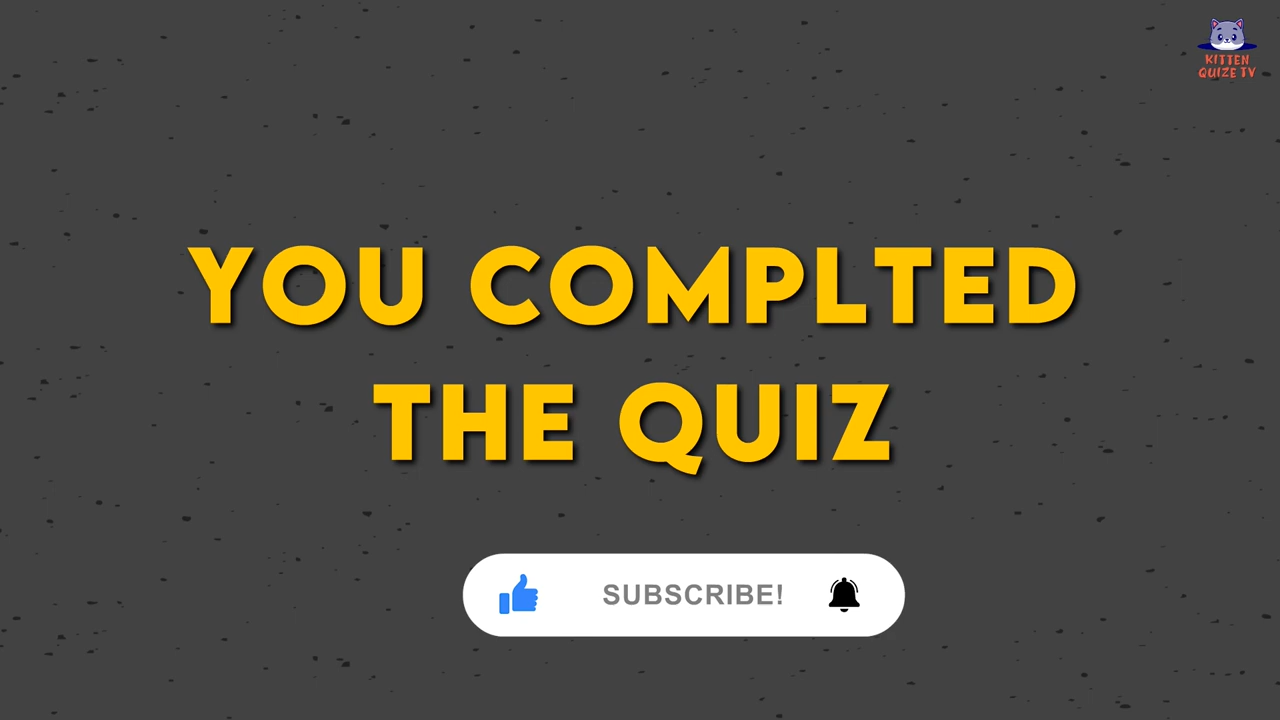 KITTEN
QUIZE TV
YOU COMPLTED
THE QUIZ
SUBSCRIBE!